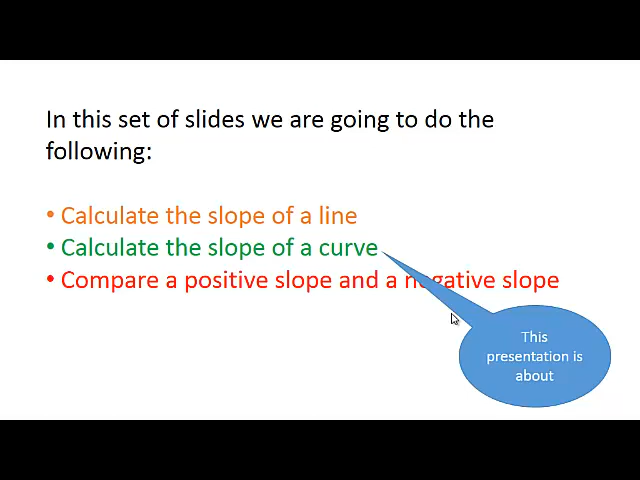 In this set of slides we are going to do the
following:
• Calculate the slope of a line
• Calculate the slope of a curve
• Compare a positive slope and a negative slope
This
presentation is
about